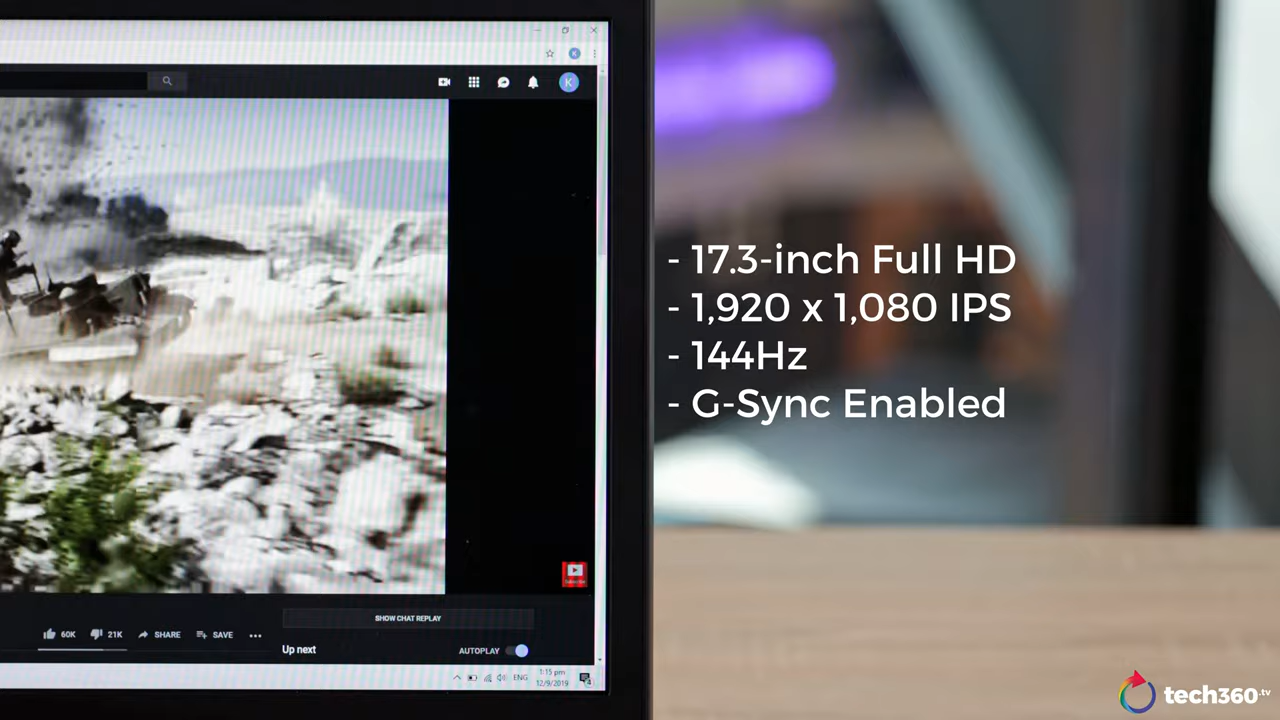 K
K
- 17.3-inch Full HD
- 1,920 x 1,080 IPS
- 144Hz
- G-Sync Enabled
SHOW CHAT REPLAY
60K 21K SHARE SAVE
Up next AUTOPLAY
ENG 1:15 pm
12/9/2019
tech360.tv